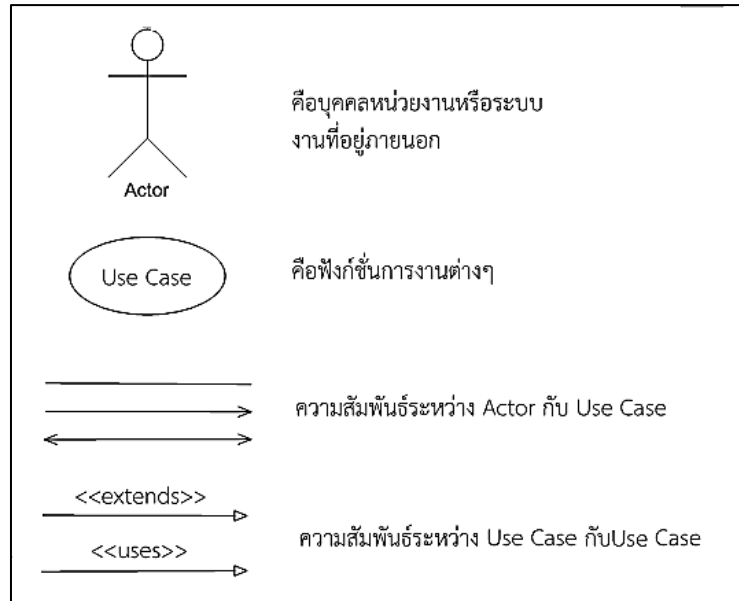 คือบุคคลหน่วยงานหรือระบบ
งานที่อยู่ภายนอก
Actor
Use Case
คือฟังก์ชั่นการงานต่างๆ
ความสัมพันธ์ระหว่าง Actor กับ Use Case
<<extends>>
<<uses>>
ความสัมพันธ์ระหว่าง Use Case กับUse Case